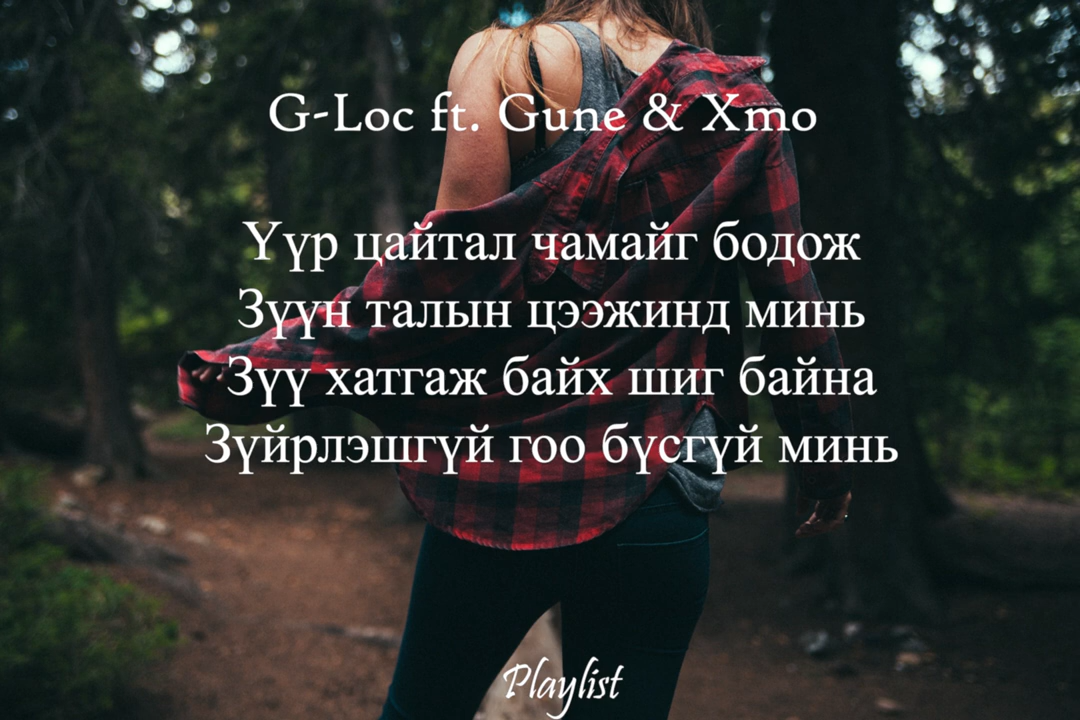 G-Loc ft. Gune & Xmo
Үүр цайтал чамайг бодож
Зүүн талын цээжинд минь
Зүү хатгаж байх шиг байна
Зүйрлэшгүй гоо бүсгүй минь
Playlist